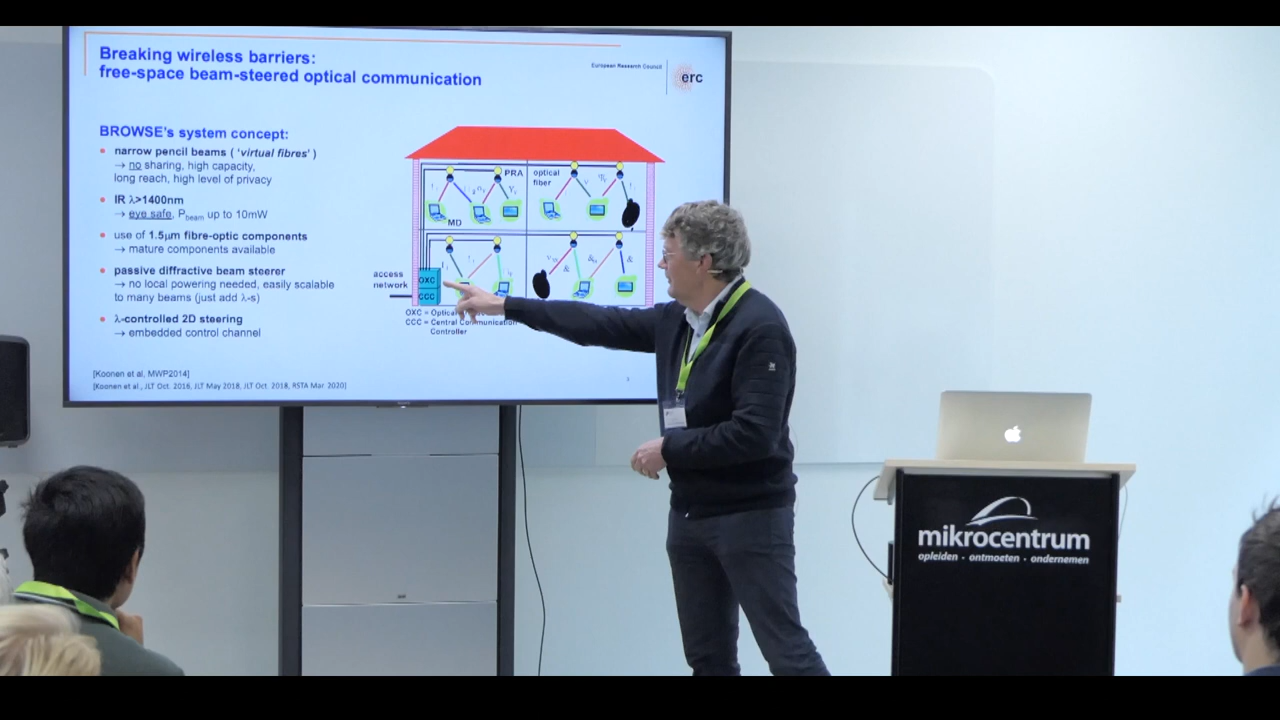 Breaking wireless barriers:
free-space beam-steered optical communication
European Research Council
erc
BROWSE's system concept:
• narrow pencil beams ( 'virtual fibres' )
→ no sharing, high capacity,
long reach, high level of privacy
• IR λ>1400nm
→ eye safe, Pbeam up to 10mW
• use of 1.5μm fibre-optic components
→ mature components available
• passive diffractive beam steerer
→ no local powering needed, easily scalable
to many beams (just add λ-s)
• λ-controlled 2D steering
→ embedded control channel
PRA
optical
fiber
MD
access
network
OXC
CCC
OXC = Optical
CCC = Central Communication
Controller
[Koonen et al, MWP2014]
[Koonen et al., JLT Oct. 2016, JLT May 2018, JLT Oct. 2018, RSTA Mar. 2020]
mikrocentrum
opleiden · ontmoeten · ondernemen